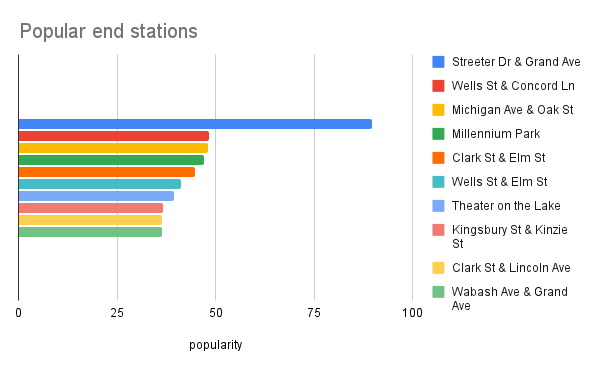 Popular end stations
Streeter Dr & Grand Ave
Wells St & Concord Ln
Michigan Ave & Oak St
Millennium Park
Clark St & Elm St
Wells St & Elm St
Theater on the Lake
Kingsbury St & Kinzie
St
Clark St & Lincoln Ave
Wabash Ave & Grand
Ave
0 25 50 75 100
popularity